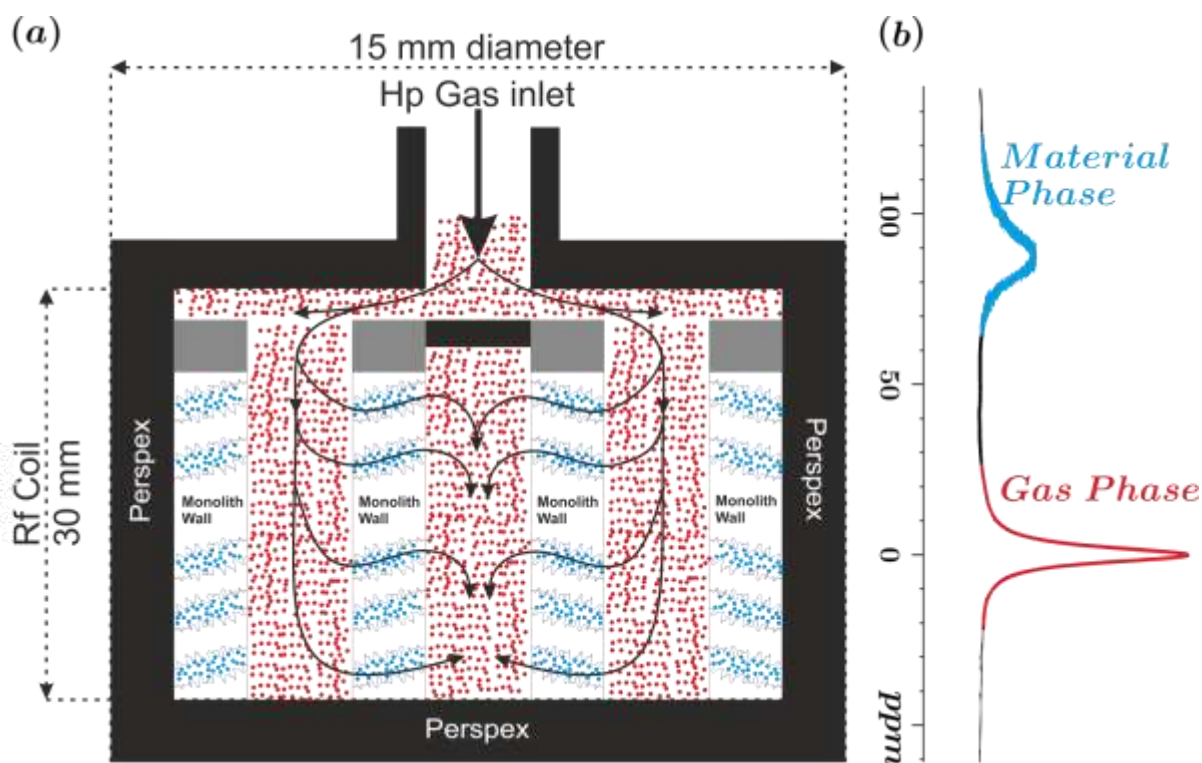 (a)
15 mm diameter
Hp Gas inlet
Rf Coil
30 mm
Perspex
Monolith
Wall
Monolith
Wall
Monolith
Wall
Monolith
Wall
Perspex
Perspex
(b)
Material
Phase
100
50
Gas Phase
0
ppm